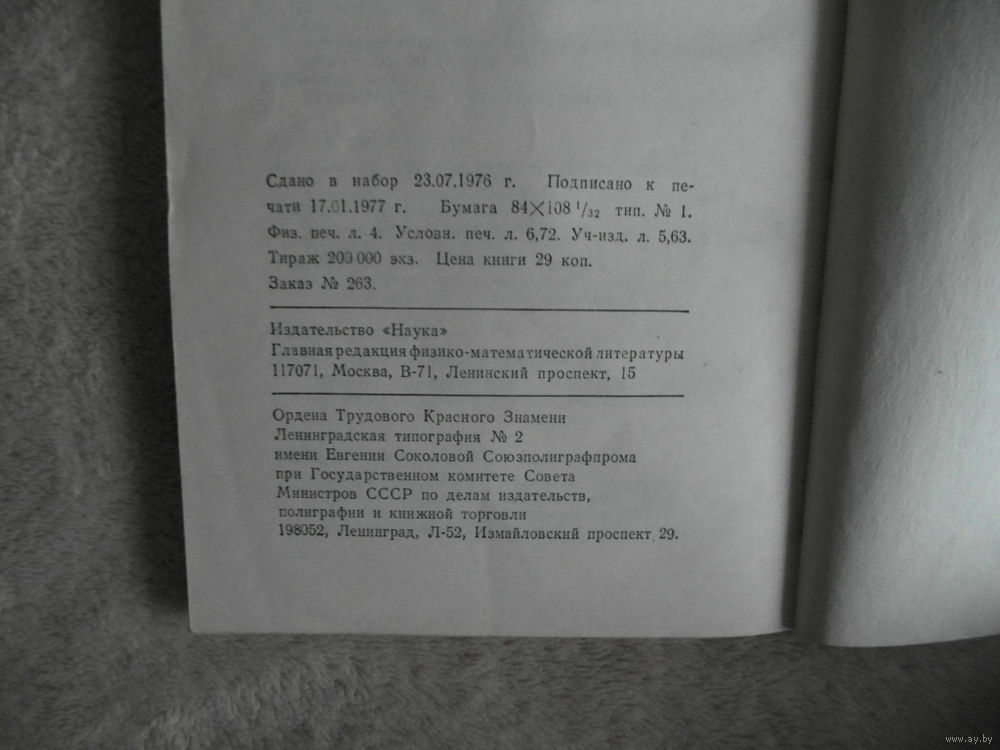 Сдано в набор 23.07.1976 г. Подписано к пе-
чати 17.01.1977 г. Бумага 84×108 1/32 тип. № 1.
Физ. печ. л. 4. Условн. печ. л. 6,72. Уч-изд. л. 5,63.
Тираж 200 000 экз. Цена книги 29 коп.
Заказ № 263.
Издательство «Наука»
Главная редакция физико-математической литературы
117071, Москва, В-71, Ленинский проспект, 15
Ордена Трудового Красного Знамени
Ленинградская типография № 2
имени Евгении Соколовой Союзполиграфпрома
при Государственном комитете Совета
Министров СССР по делам издательств,
полиграфии и книжной торговли
198052, Ленинград, Л-52, Измайловский проспект, 29.
www.ay.by